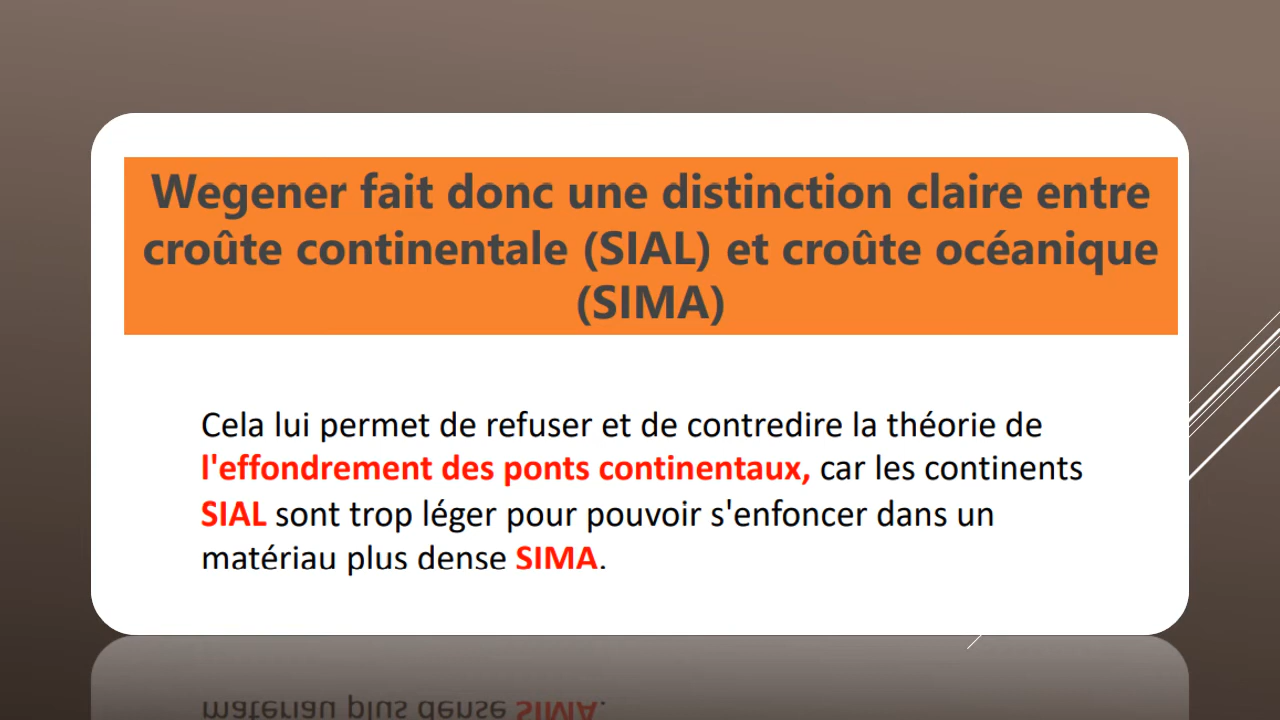 Wegener fait donc une distinction claire entre
croûte continentale (SIAL) et croûte océanique
(SIMA)
Cela lui permet de refuser et de contredire la théorie de
l'effondrement des ponts continentaux, car les continents
SIAL sont trop léger pour pouvoir s'enfoncer dans un
matériau plus dense SIMA.